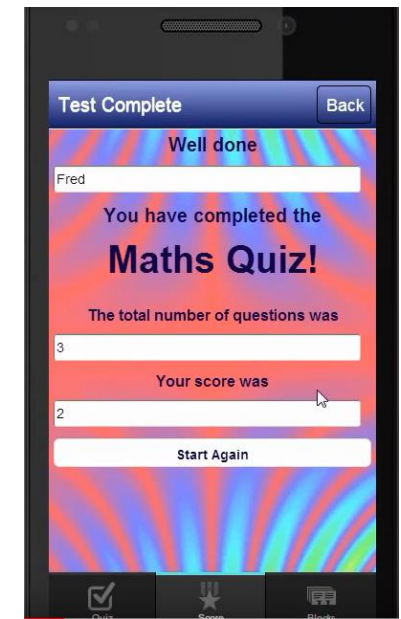 Test Complete
Back
Well done
Fred
You have completed the
Maths Quiz!
The total number of questions was
3
Your score was
2
Start Again
Quiz
Score
Blocks